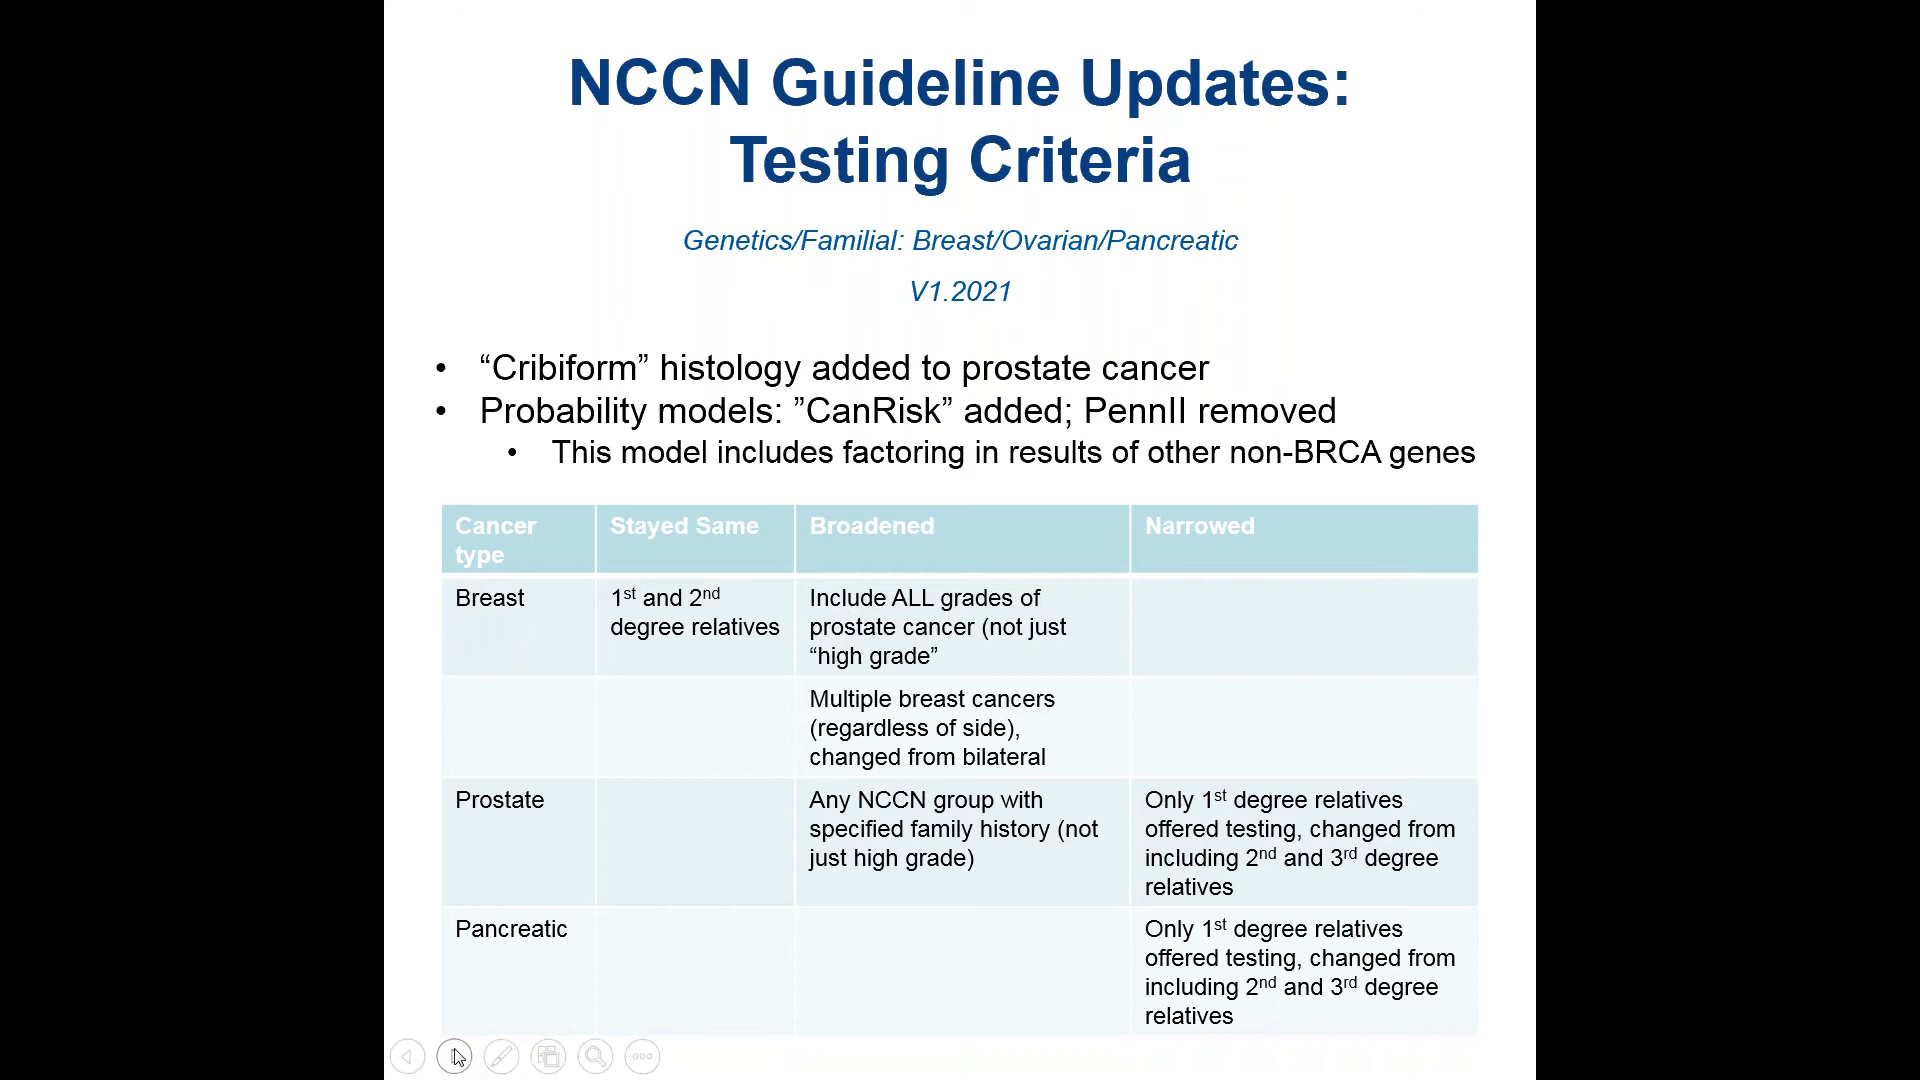 NCCN Guideline Updates:
Testing Criteria
Genetics/Familial: Breast/Ovarian/Pancreatic
V1.2021
• “Cribiform” histology added to prostate cancer
• Probability models: ”CanRisk” added; PennII removed
• This model includes factoring in results of other non-BRCA genes
Cancer type
Stayed Same
Broadened
Narrowed
Breast
1st and 2nd
degree relatives
Include ALL grades of
prostate cancer (not just
“high grade”
Multiple breast cancers
(regardless of side),
changed from bilateral
Prostate
Any NCCN group with
specified family history (not
just high grade)
Only 1st degree relatives
offered testing, changed from
including 2nd and 3rd degree
relatives
Pancreatic
Only 1st degree relatives
offered testing, changed from
including 2nd and 3rd degree
relatives